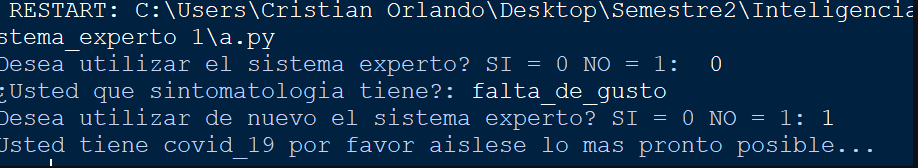 RESTART: C:\Users\Cristian Orlando\Desktop\Semestre2\Inteligencia
stema_experto 1\a.py
Desea utilizar el sistema experto? SI = 0 NO = 1:  0
¿Usted que sintomatologia tiene?: falta_de_gusto
Desea utilizar de nuevo el sistema experto? SI = 0 NO = 1: 1
Usted tiene covid_19 por favor aislese lo mas pronto posible...